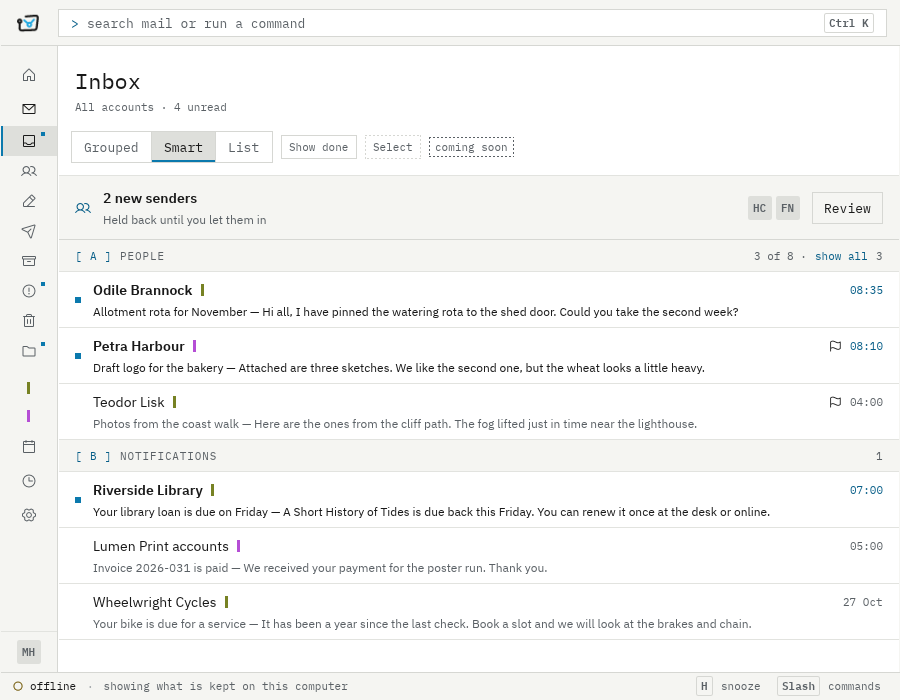 > search mail or run a command Ctrl K
Inbox
All accounts · 4 unread
Grouped Smart List Show done Select coming soon
2 new senders
Held back until you let them in
HC FN Review
[ A ] PEOPLE 3 of 8 · show all 3
Odile Brannock 08:35
Allotment rota for November — Hi all, I have pinned the watering rota to the shed door. Could you take the second week?
Petra Harbour 08:10
Draft logo for the bakery — Attached are three sketches. We like the second one, but the wheat looks a little heavy.
Teodor Lisk 04:00
Photos from the coast walk — Here are the ones from the cliff path. The fog lifted just in time near the lighthouse.
[ B ] NOTIFICATIONS 1
Riverside Library 07:00
Your library loan is due on Friday — A Short History of Tides is due back this Friday. You can renew it once at the desk or online.
Lumen Print accounts 05:00
Invoice 2026-031 is paid — We received your payment for the poster run. Thank you.
Wheelwright Cycles 27 Oct
Your bike is due for a service — It has been a year since the last check. Book a slot and we will look at the brakes and chain.
MH
offline · showing what is kept on this computer H snooze Slash commands